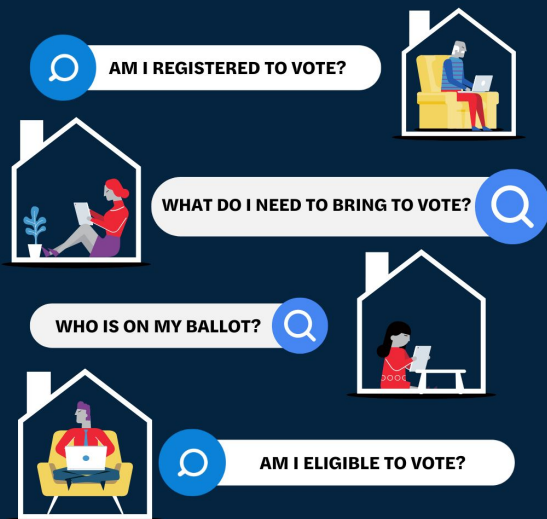 AM I REGISTERED TO VOTE?
WHAT DO I NEED TO BRING TO VOTE?
WHO IS ON MY BALLOT?
AM I ELIGIBLE TO VOTE?